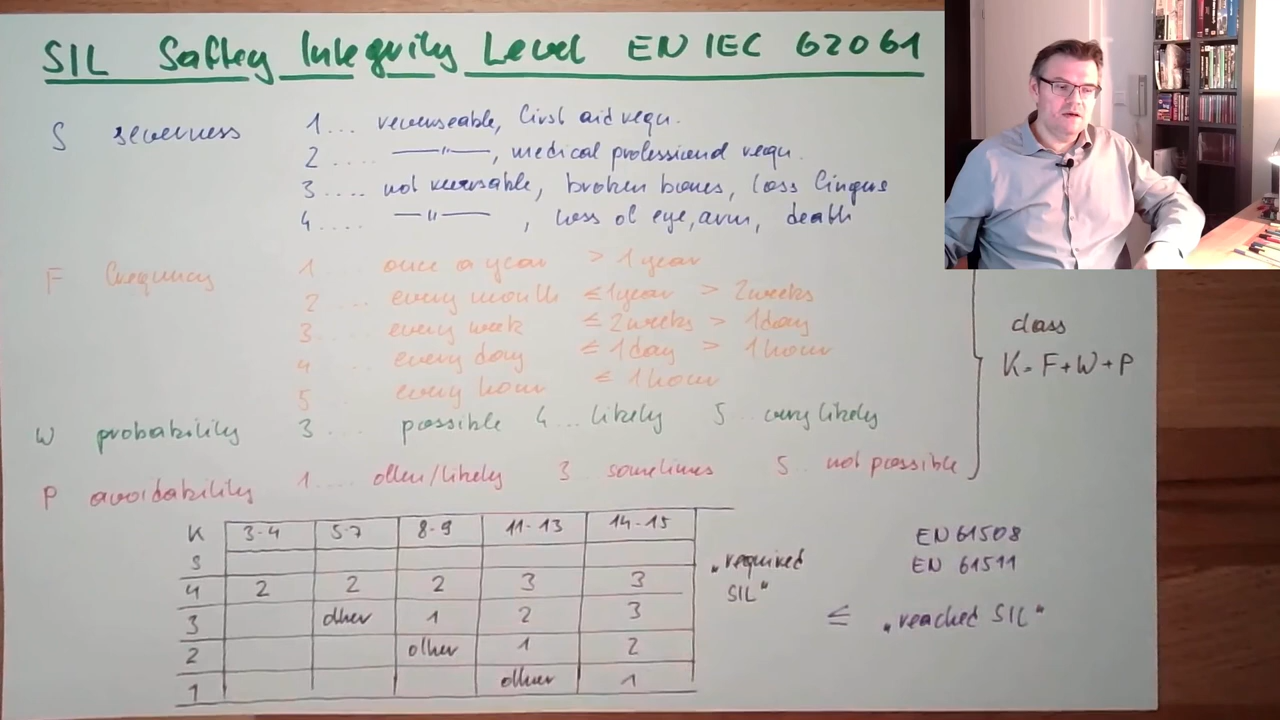 SIL Saftey Integrity Level EN IEC 62061
S severness 1... reverseable, first aid requ.
2 .... —"—, medical professional requ.
3 .... not reversable, broken bones, loss fingers
4 .... —"—, loss of eye, arm, death
F frequency 1 ... once a year > 1 year
2 ... every month ≤ 1 year > 2 weeks
3 ... every week ≤ 2 weeks > 1 day
4 ... every day ≤ 1 day > 1 hour
5 ... every hour ≤ 1 hour
class
K = F + W + P
W probability 3 ... possible 4 ... likely 5 ... very likely
P avoidability 1 .... often/likely 3 sometimes 5 .. not possible
K 3-4 5-7 8-9 11-13 14-15
S
4 2 2 2 3 3
3 other 1 2 3
2 other 1 2
1 other 1
"required
SIL"
EN 61508
EN 61511
≤ "reached SIL"